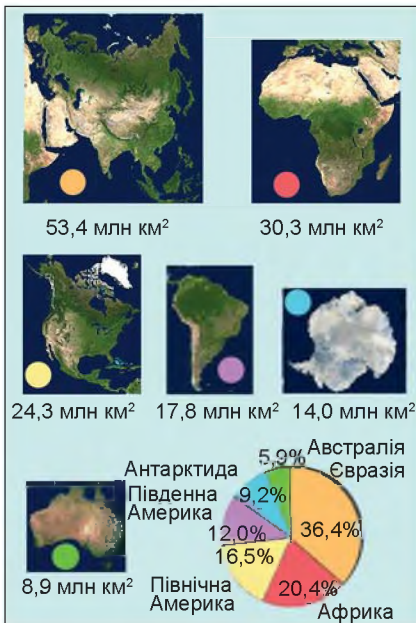 53,4 млн км²
30,3 млн км²
24,3 млн км²
17,8 млн км²
14,0 млн км²
8,9 млн км²
Австралія
5,9%
Євразія
Антарктида
9,2%
36,4%
Південна
Америка
12,0%
16,5%
Північна
Америка
20,4%
Африка